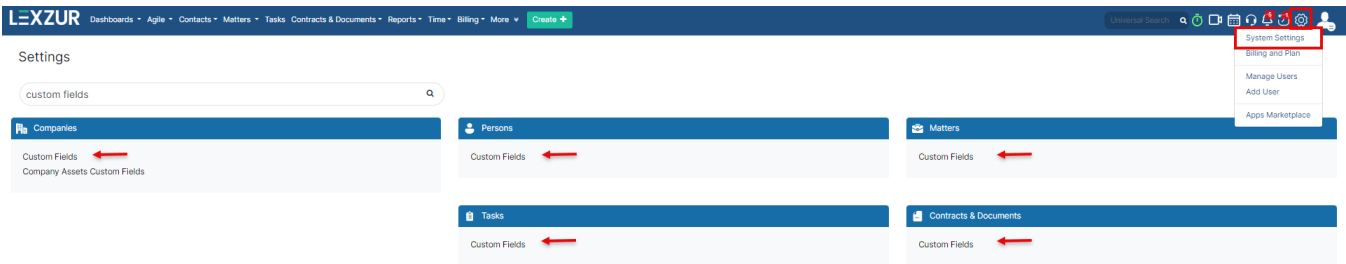 LEXZUR Dashboards Agile Contacts Matters Tasks Contracts & Documents Reports Time Billing More Create + Universal Search
System Settings
Settings
Billing and Plan
Manage Users
custom fields
Add User
Apps Marketplace
Companies
Persons
Matters
Custom Fields
Custom Fields
Custom Fields
Company Assets Custom Fields
Tasks
Contracts & Documents
Custom Fields
Custom Fields